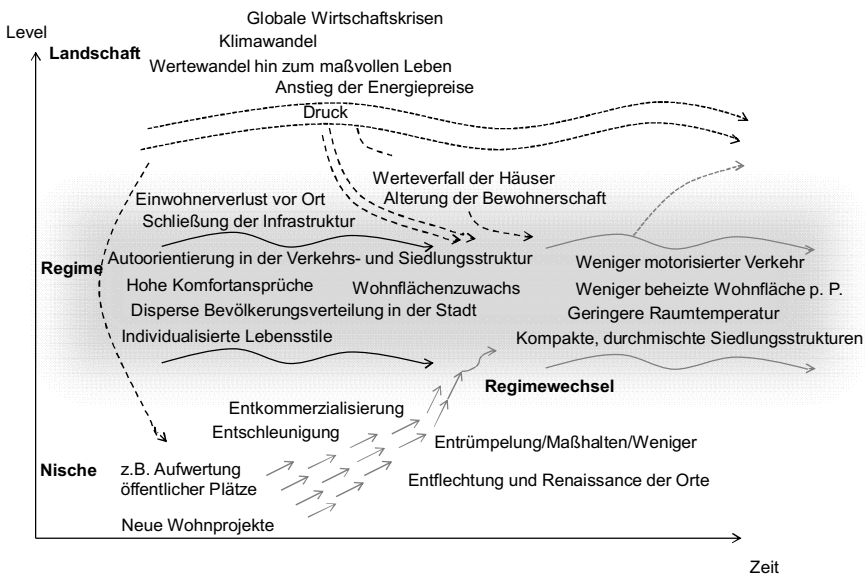 Globale Wirtschaftskrisen
Level
Klimawandel
Landschaft
Wertewandel hin zum maßvollen Leben
Anstieg der Energiepreise
Druck
Werteverfall der Häuser
Einwohnerverlust vor Ort
Alterung der Bewohnerschaft
Schließung der Infrastruktur
Regime
Autoorientierung in der Verkehrs- und Siedlungsstruktur
Weniger motorisierter Verkehr
Hohe Komfortansprüche
Wohnflächenzuwachs
Weniger beheizte Wohnfläche p. P.
Disperse Bevölkerungsverteilung in der Stadt
Geringere Raumtemperatur
Individualisierte Lebensstile
Kompakte, durchmischte Siedlungsstrukturen
Regimewechsel
Entkommerzialisierung
Entschleunigung
Entrümpelung/Maßhalten/Weniger
Nische
z.B. Aufwertung
öffentlicher Plätze
Entflechtung und Renaissance der Orte
Neue Wohnprojekte
Zeit